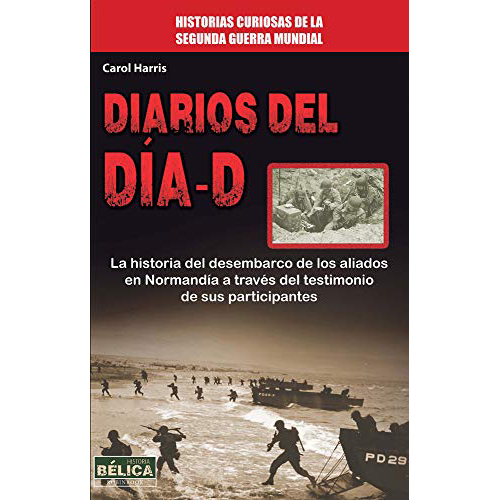 HISTORIAS CURIOSAS DE LA
SEGUNDA GUERRA MUNDIAL
Carol Harris
DIARIOS DEL
DÍA-D
La historia del desembarco de los aliados
en Normandía a través del testimonio
de sus participantes
PD29
HISTORIA
BÉLICA
ROBINBOOK